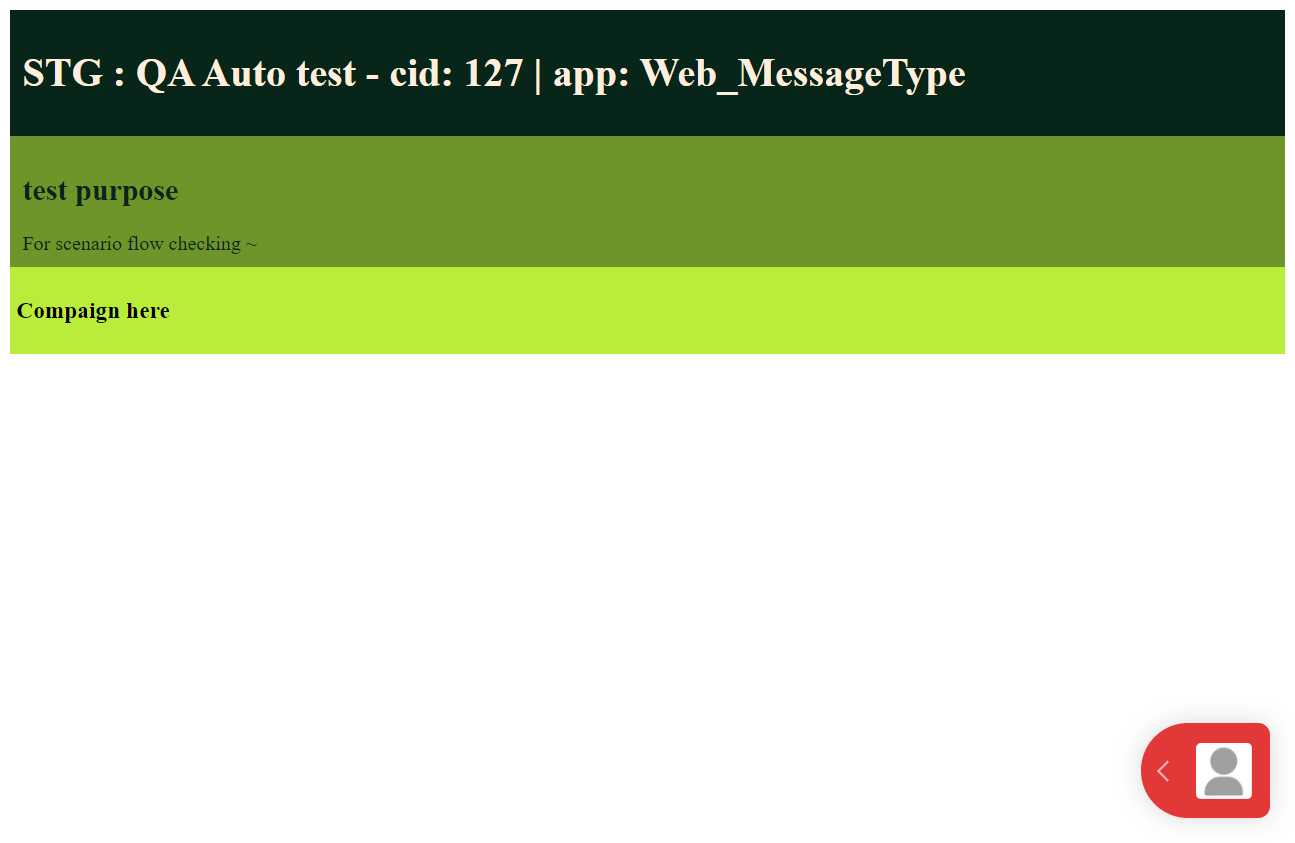 STG : QA Auto test - cid: 127 | app: Web_MessageType
test purpose
For scenario flow checking ~
Compaign here